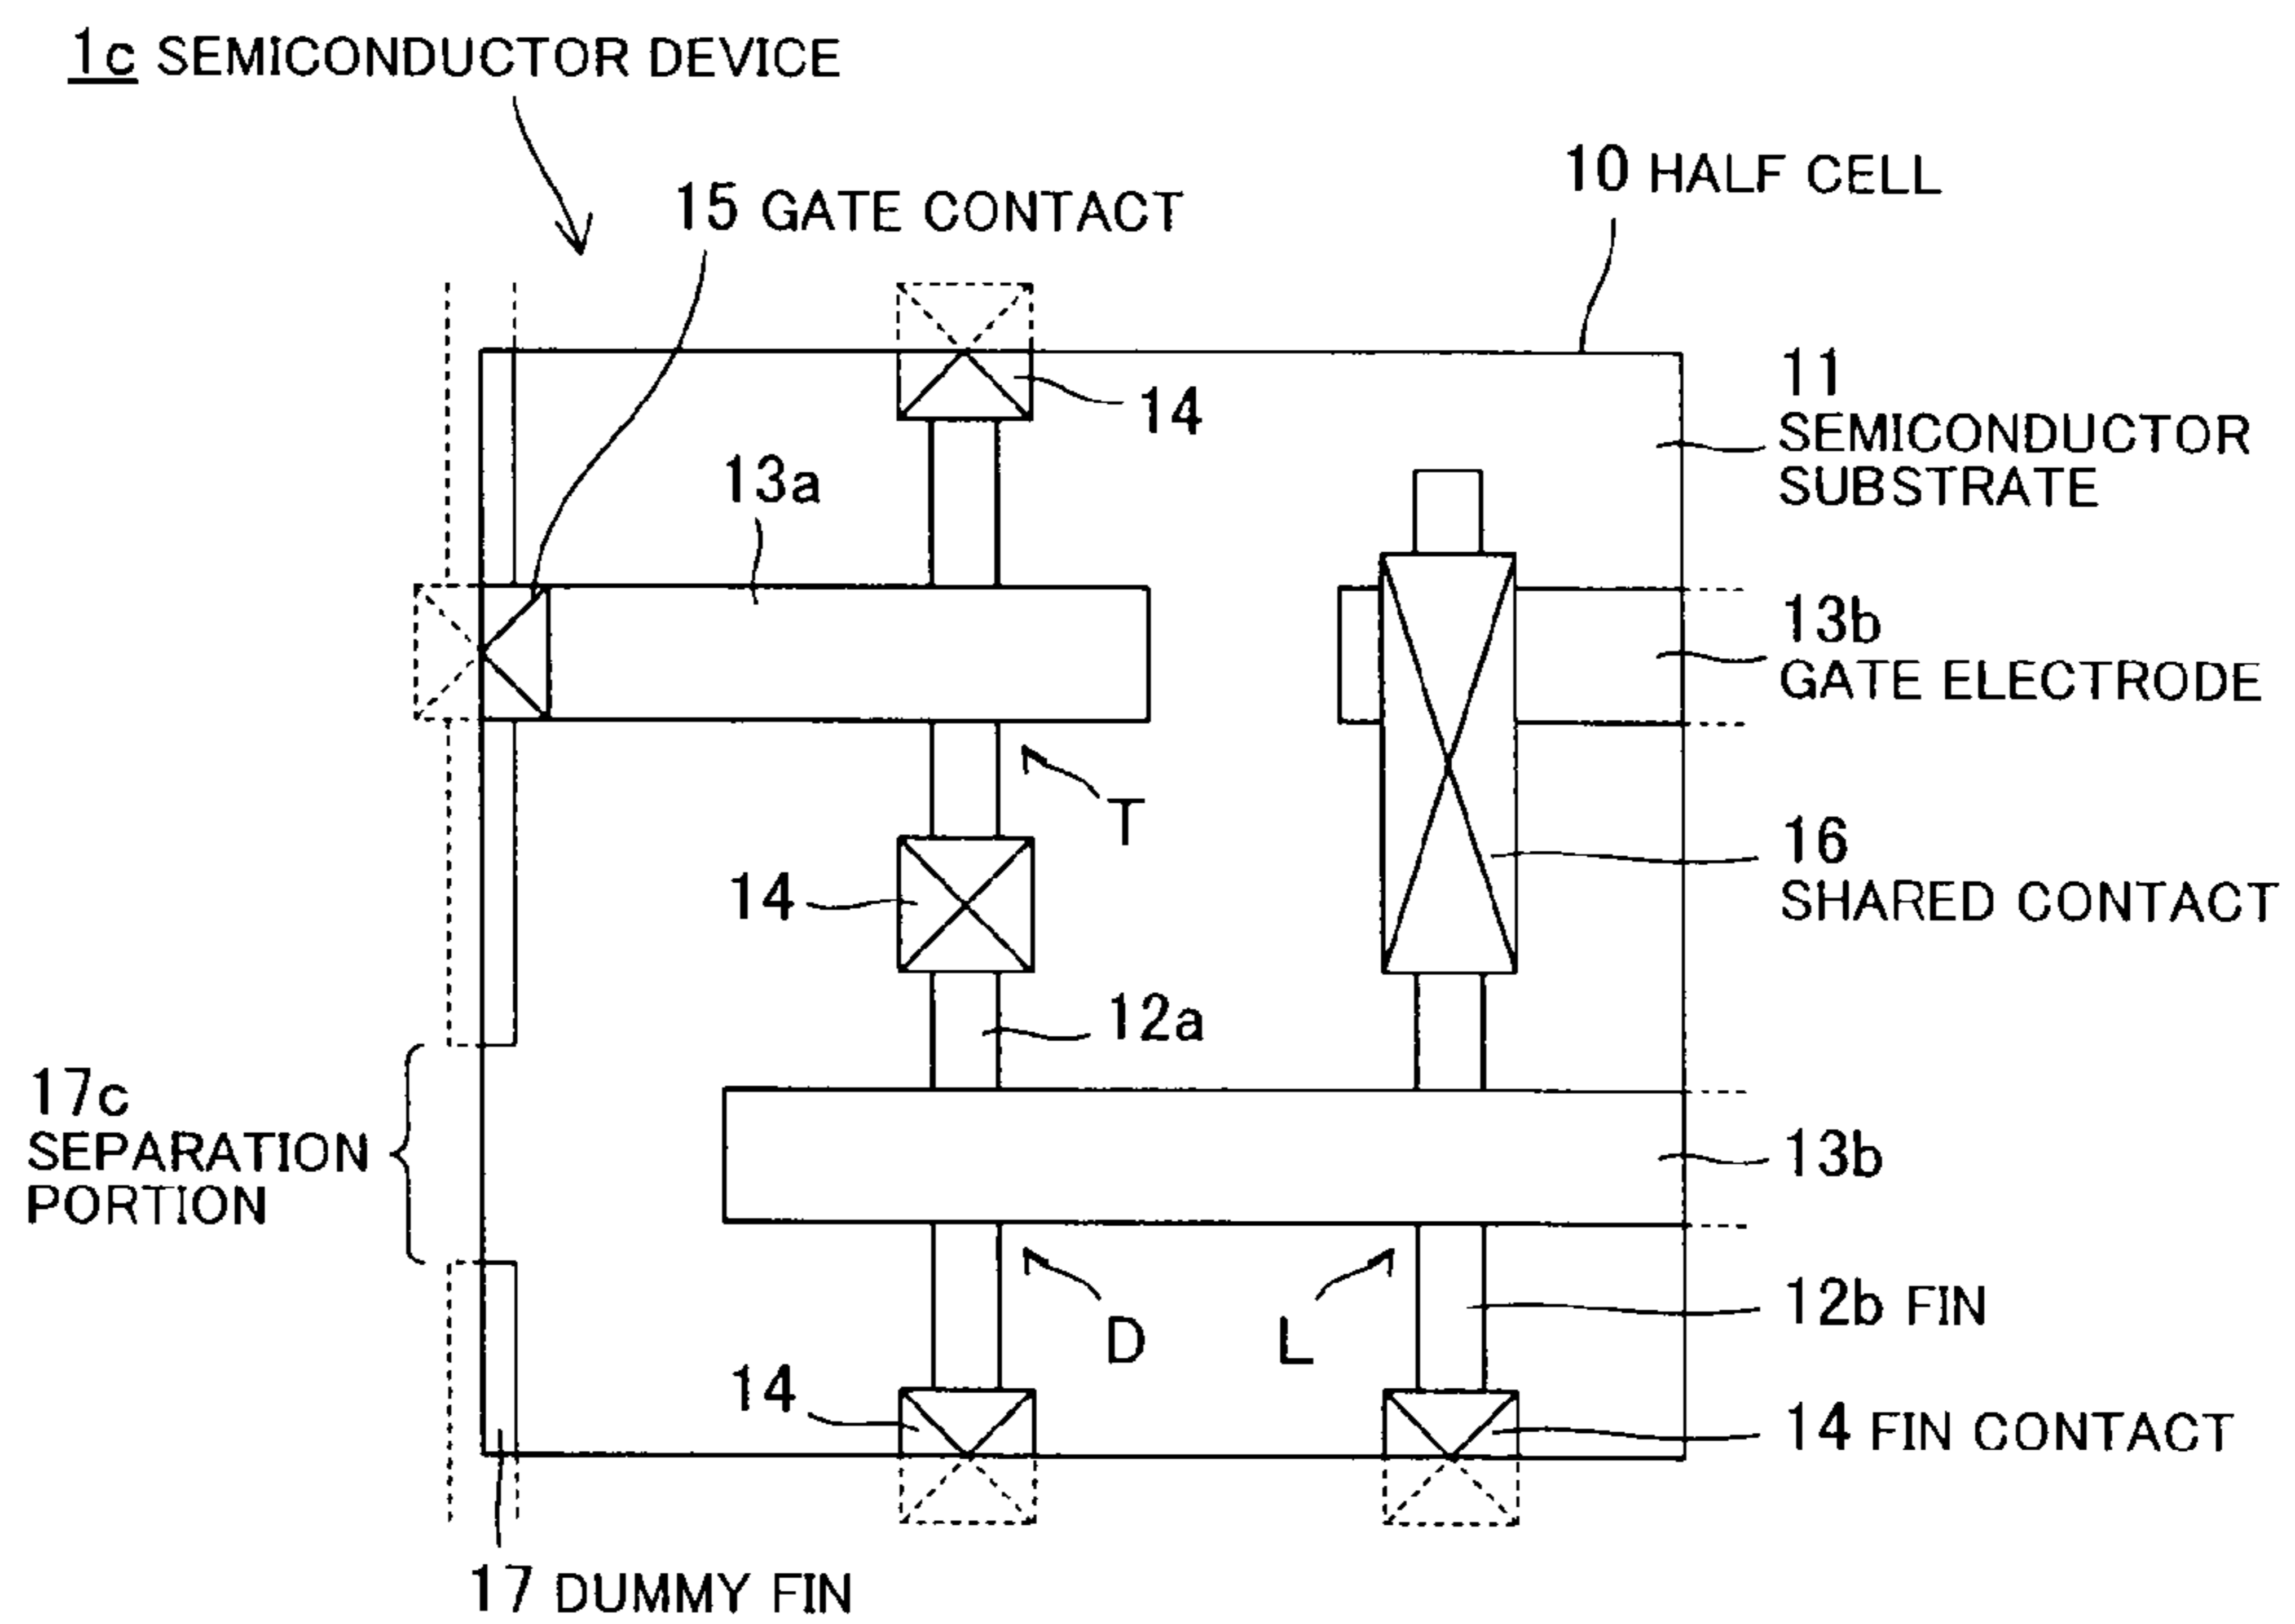 1c SEMICONDUCTOR DEVICE
10 HALF CELL
15 GATE CONTACT
11
SEMICONDUCTOR
SUBSTRATE
14
13a
13b
GATE ELECTRODE
T
16
SHARED CONTACT
14
12a
17c
SEPARATION
PORTION
13b
12b FIN
D
L
14
14 FIN CONTACT
17 DUMMY FIN